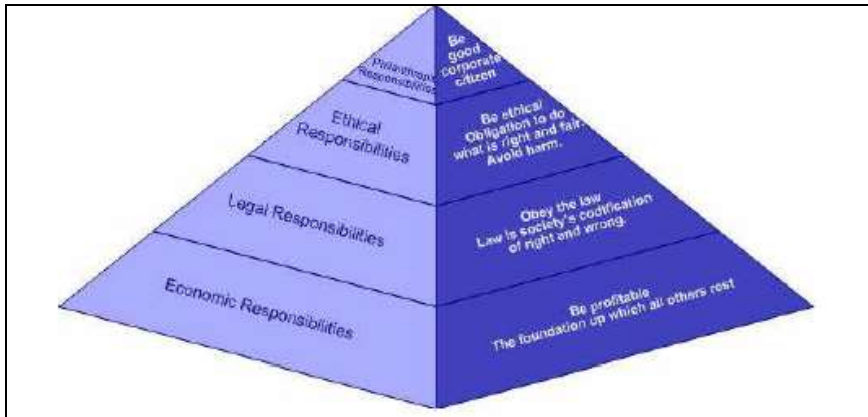 Philanthropic
Responsibilities
Be
good
corporate
citizen
Ethical
Responsibilities
Be ethical
Obligation to do
what is right and fair.
Avoid harm.
Legal Responsibilities
Obey the law
Law is society's codification
of right and wrong.
Economic Responsibilities
Be profitable
The foundation up which all others rest